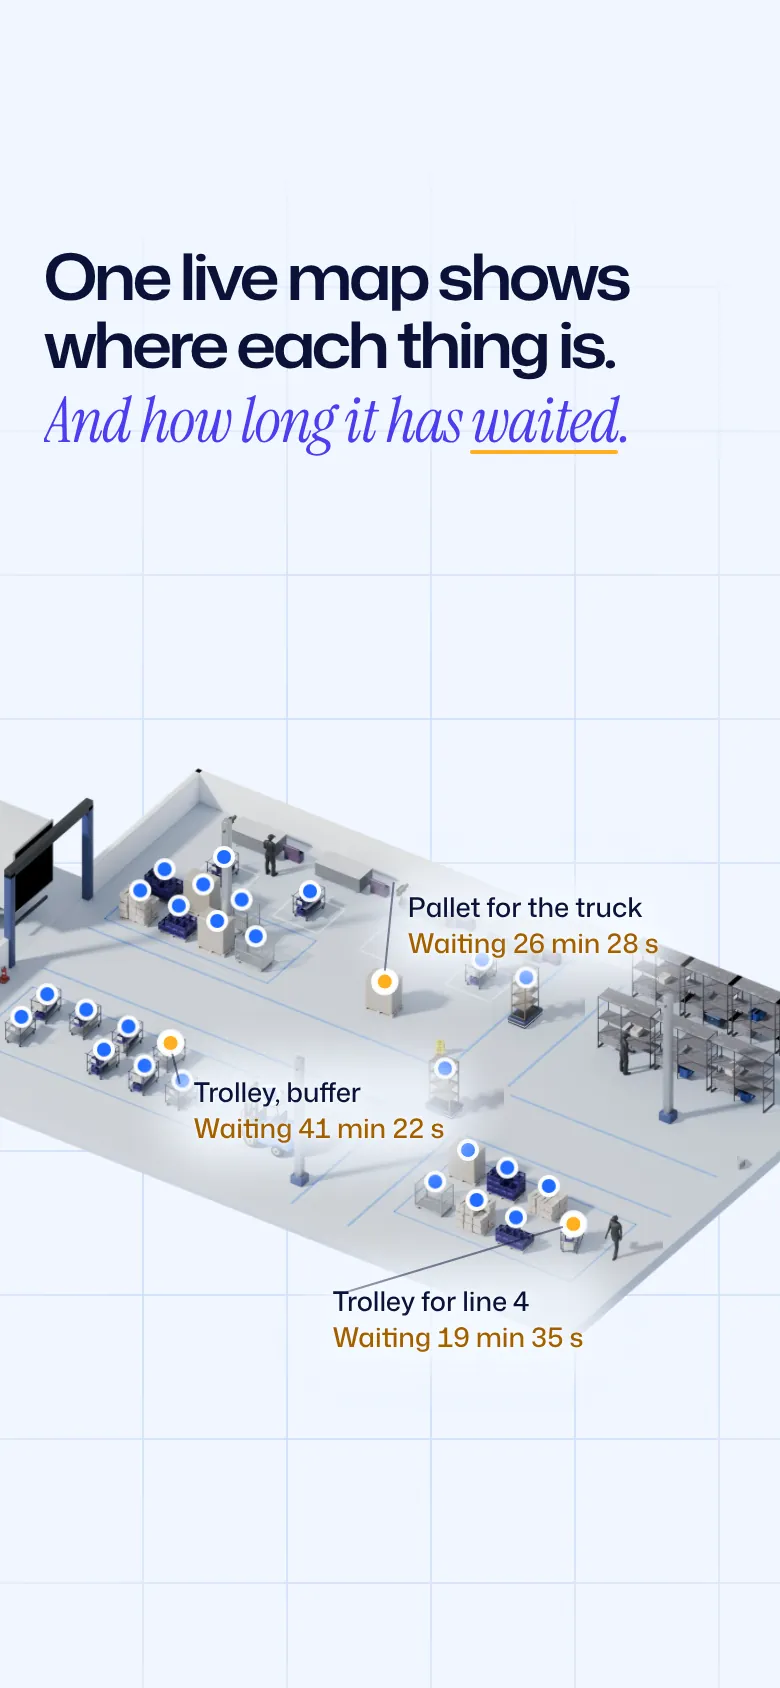 One live map shows
where each thing is.
And how long it has waited.
Pallet for the truck
Waiting 26 min 28 s
Trolley, buffer
Waiting 41 min 22 s
Trolley for line 4
Waiting 19 min 35 s